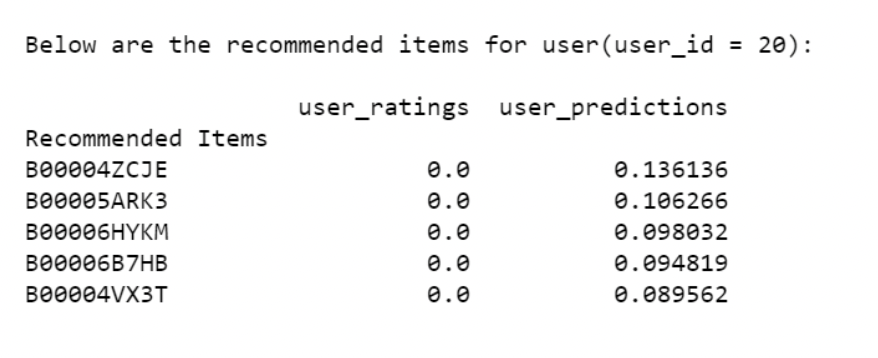 Below are the recommended items for user(user_id = 20):
user_ratings user_predictions
Recommended Items
B00004ZCJE 0.0 0.136136
B00005ARK3 0.0 0.106266
B00006HYKM 0.0 0.098032
B00006B7HB 0.0 0.094819
B00004VX3T 0.0 0.089562